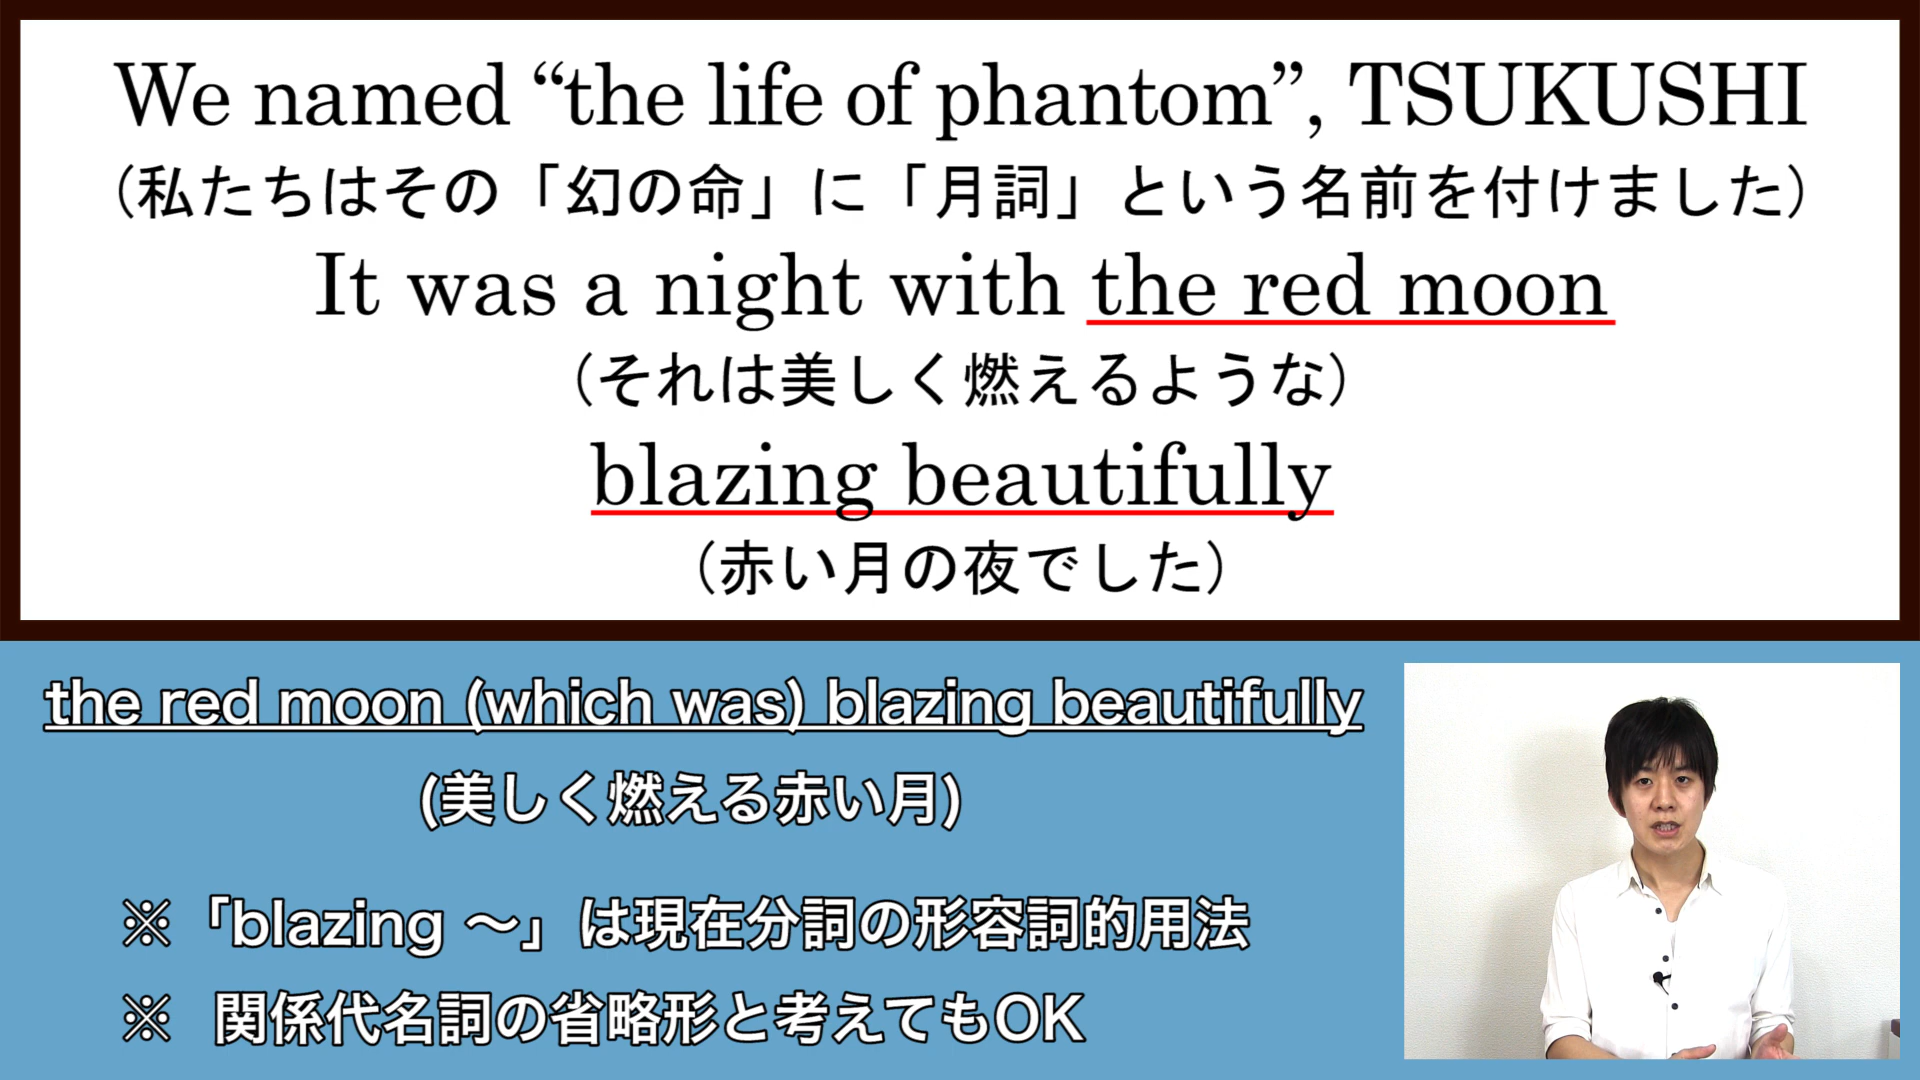 We named “the life of phantom”, TSUKUSHI
（私たちはその「幻の命」に「月詞」という名前を付けました）
It was a night with the red moon
（それは美しく燃えるような）
blazing beautifully
（赤い月の夜でした）
the red moon (which was) blazing beautifully
(美しく燃える赤い月)
※「blazing ～」は現在分詞の形容詞的用法
※ 関係代名詞の省略形と考えてもOK